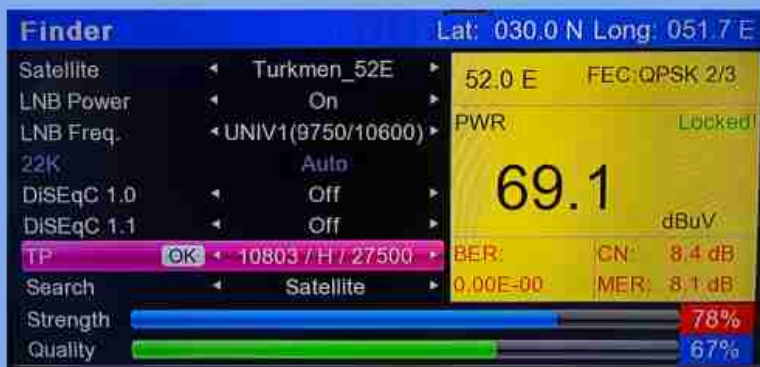 Finder Lat: 030.0 N Long: 051.7 E
Satellite Turkmen_52E
LNB Power On
LNB Freq. UNIV1(9750/10600)
22K Auto
DiSEqC 1.0 Off
DiSEqC 1.1 Off
TP OK 10803 / H / 27500
Search Satellite
52.0 E FEC:QPSK 2/3
PWR Locked!
69.1
dBuV
BER: CN: 8.4 dB
0.00E-00 MER: 8.1 dB
Strength 78%
Quality 67%